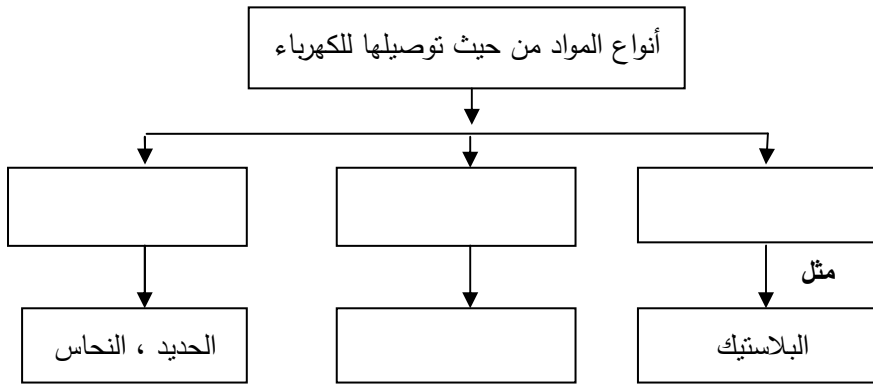 أنواع المواد من حيث توصيلها للكهرباء
مثل
البلاستيك
الحديد ، النحاس